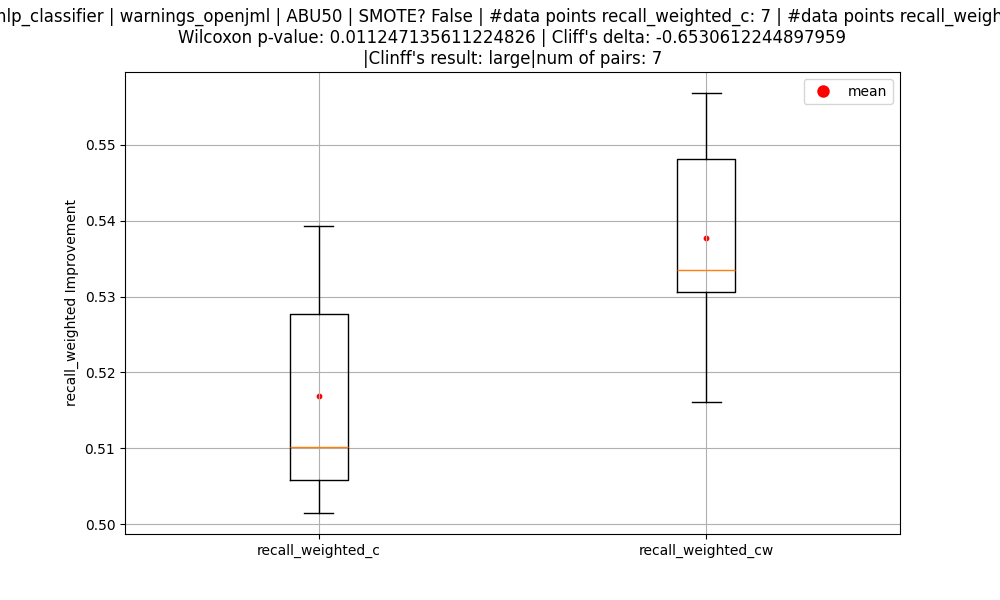 nlp_classifier | warnings_openjml | ABU50 | SMOTE? False | #data points recall_weighted_c: 7 | #data points recall_weigh
Wilcoxon p-value: 0.011247135611224826 | Cliff's delta: -0.6530612244897959
|Clinff's result: large|num of pairs: 7
mean
0.55
0.54
0.53
0.52
0.51
0.50
recall_weighted Improvement
recall_weighted_c
recall_weighted_cw